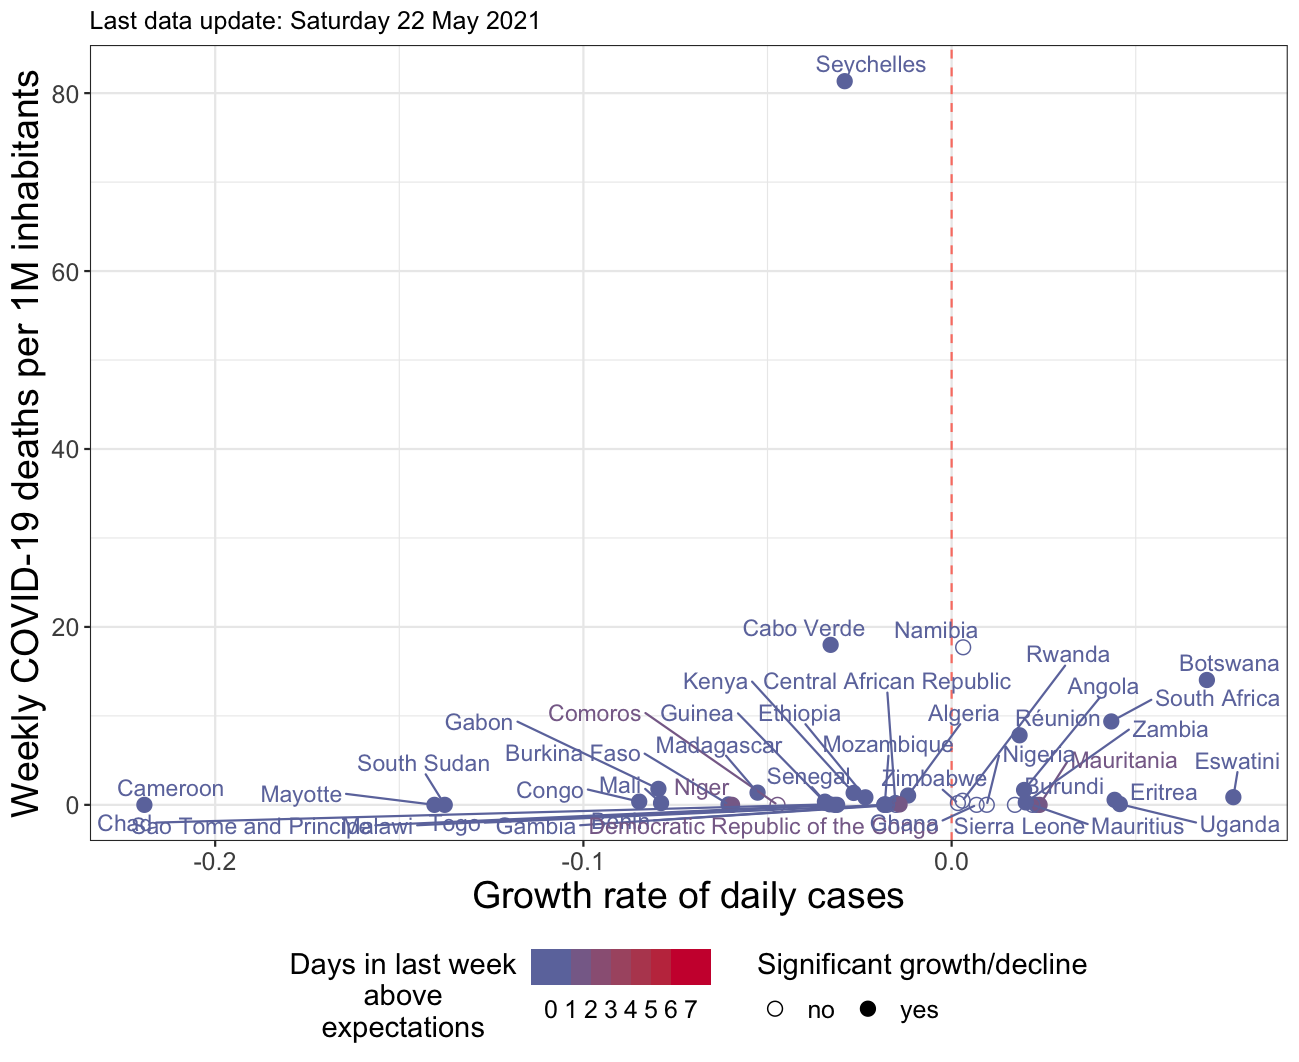 Last data update: Saturday 22 May 2021
Weekly COVID-19 deaths per 1M inhabitants
80
60
40
20
0
Seychelles
Cabo Verde
Namibia
Rwanda
Botswana
Kenya
Central African Republic
Angola
South Africa
Comoros
Guinea
Ethiopia
Algeria
Réunion
Gabon
Zambia
Burkina Faso
Madagascar
Mozambique
Nigeria
Mauritania
South Sudan
Eswatini
Senegal
Zimbabwe
Cameroon
Mayotte
Congo
Mali
Niger
Burundi
Eritrea
Chad
Sao Tome and Principe
Malawi
Togo
Gambia
Benin
Democratic Republic of the Congo
Ghana
Sierra Leone
Mauritius
Uganda
-0.2
-0.1
0.0
Growth rate of daily cases
Days in last week
above
expectations
0 1 2 3 4 5 6 7
Significant growth/decline
no
yes